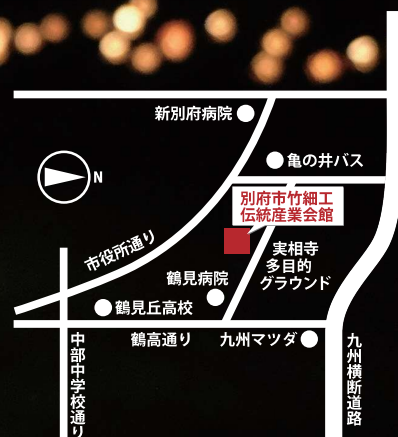 新別府病院
亀の井バス
N
別府市竹細工
伝統産業会館
市役所通り
実相寺
多目的
グラウンド
鶴見病院
鶴見丘高校
鶴高通り
九州マツダ
中部中学校通り
九州横断道路